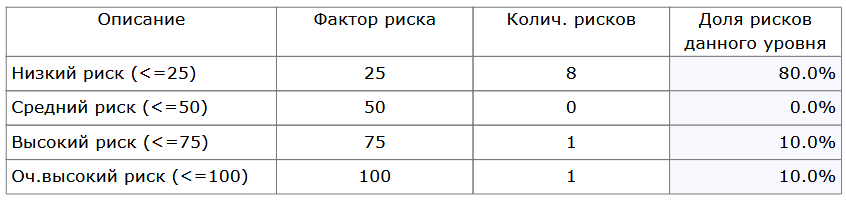 Описание Фактор риска Колич. рисков Доля рисков
данного уровня
Низкий риск (<=25) 25 8 80.0%
Средний риск (<=50) 50 0 0.0%
Высокий риск (<=75) 75 1 10.0%
Оч.высокий риск (<=100) 100 1 10.0%